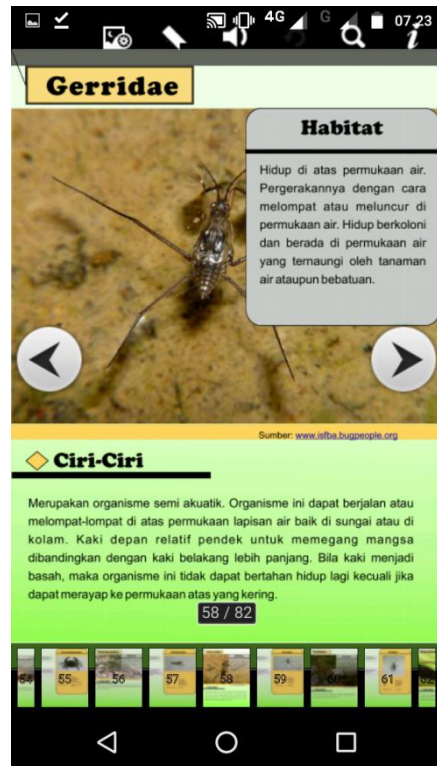 4G
G
07.23
Gerridae
Habitat
Hidup di atas permukaan air.
Pergerakannya dengan cara
melompat atau meluncur di
permukaan air. Hidup berkoloni
dan berada di permukaan air
yang ternaungi oleh tanaman
air ataupun bebatuan.
Sumber: www.isfba.bugpeople.org
Ciri-Ciri
Merupakan organisme semi akuatik. Organisme ini dapat berjalan atau
melompat-lompat di atas permukaan lapisan air baik di sungai atau di
kolam. Kaki depan relatif pendek untuk memegang mangsa
dibandingkan dengan kaki belakang lebih panjang. Bila kaki menjadi
basah, maka organisme ini tidak dapat bertahan hidup lagi kecuali jika
dapat merayap ke permukaan atas yang kering.
58 / 82
54 55 56 57 58 59 60 61 62